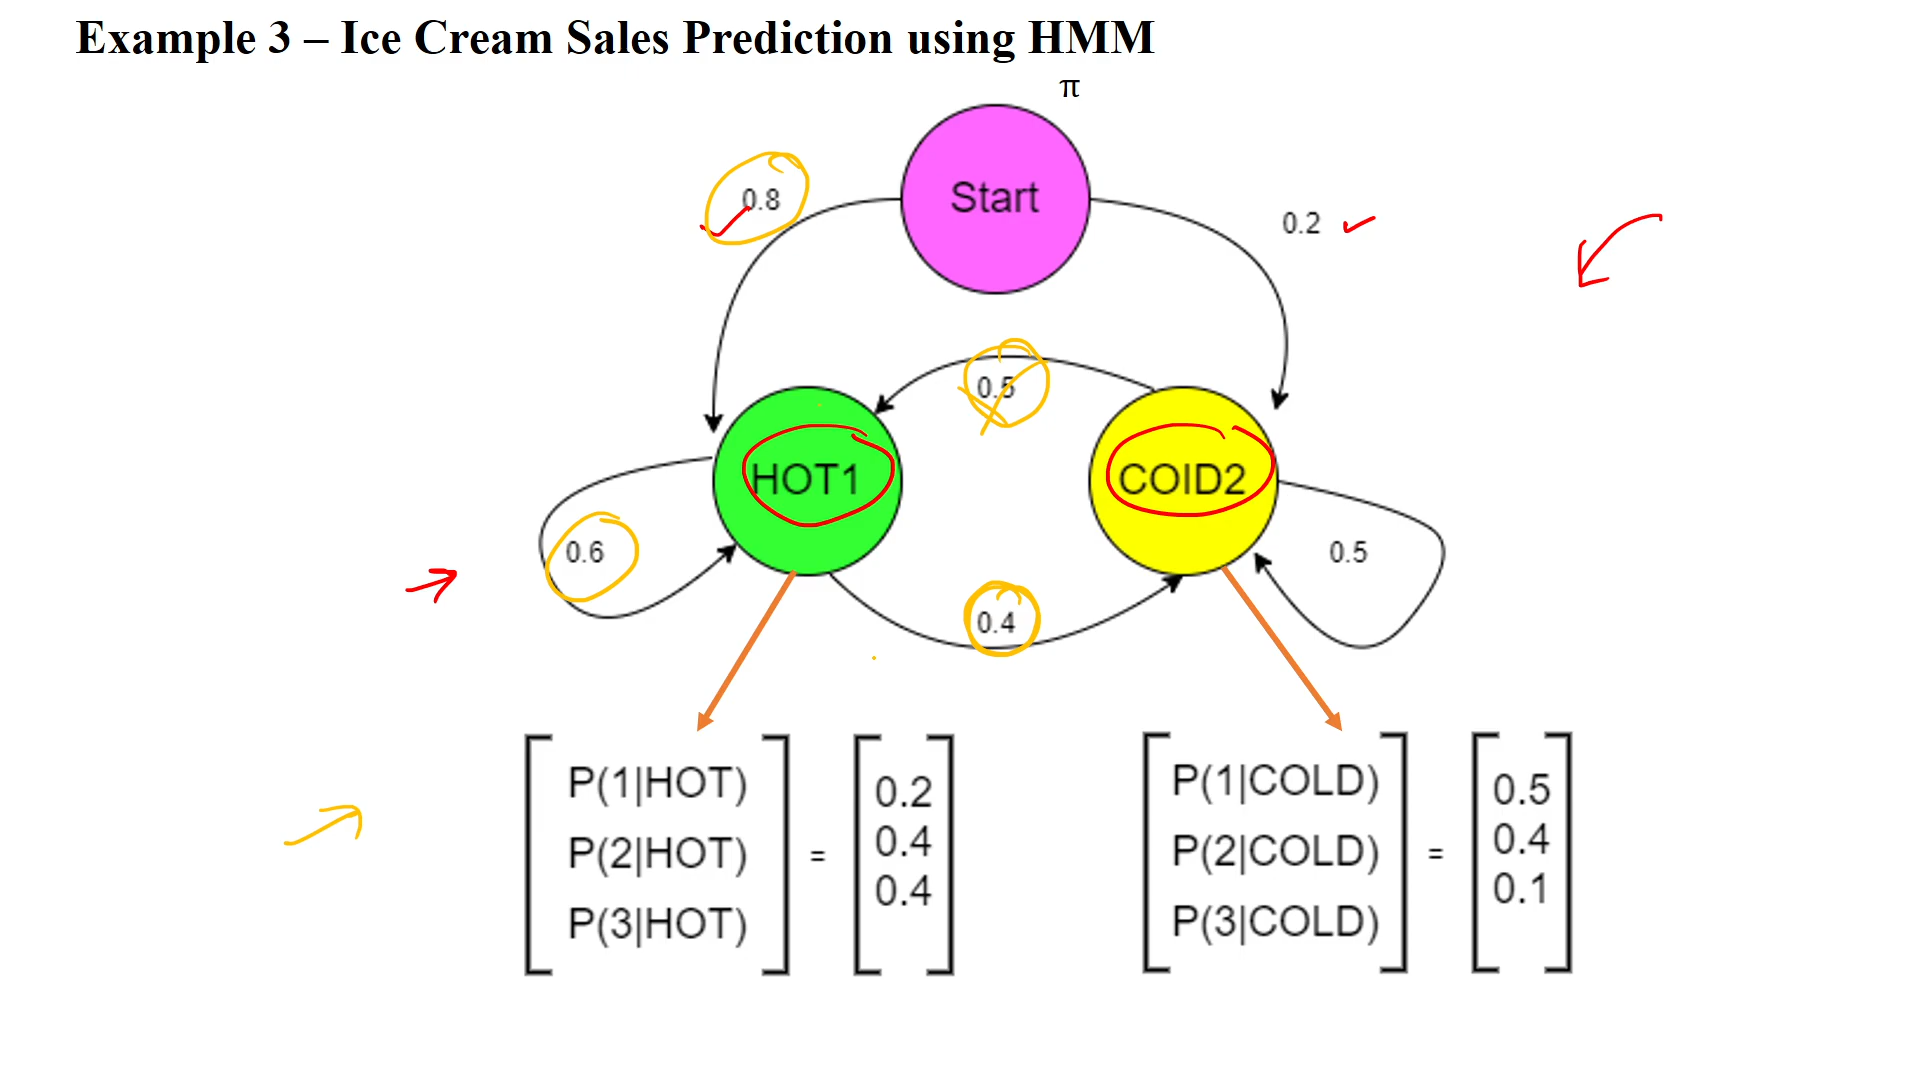 Example 3 – Ice Cream Sales Prediction using HMM
π
Start
0.8
0.2
0.5
HOT1
COID2
0.6
0.5
0.4
P(1|HOT)
P(2|HOT)
P(3|HOT)
=
0.2
0.4
0.4
P(1|COLD)
P(2|COLD)
P(3|COLD)
=
0.5
0.4
0.1